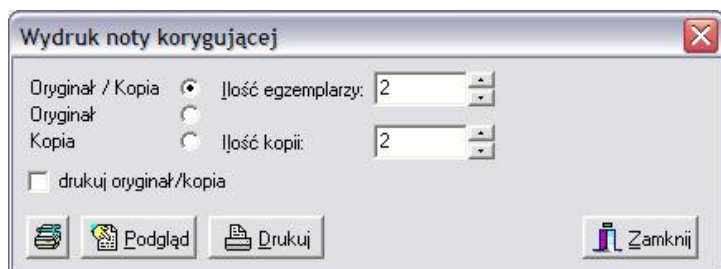 Wydruk noty korygującej
Oryginał / Kopia Ilość egzemplarzy: 2
Oryginał
Kopia Ilość kopii: 2
drukuj oryginał/kopia
Podgląd Drukuj Zamknij